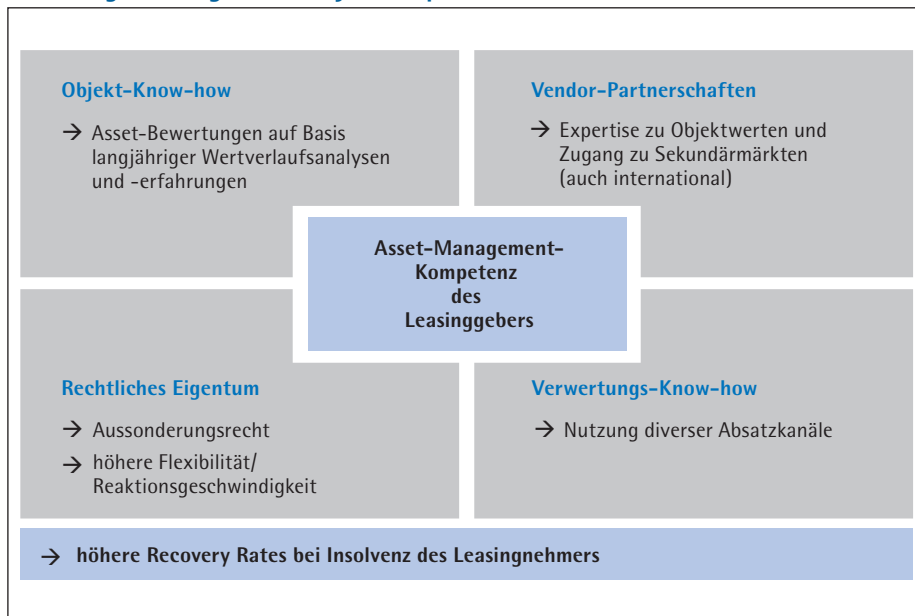 Objekt-Know-how
→ Asset-Bewertungen auf Basis
langjähriger Wertverlaufsanalysen
und -erfahrungen
Vendor-Partnerschaften
→ Expertise zu Objektwerten und
Zugang zu Sekundärmärkten
(auch international)
Asset-Management-
Kompetenz
des
Leasinggebers
Rechtliches Eigentum
→ Aussonderungsrecht
→ höhere Flexibilität/
Reaktionsgeschwindigkeit
Verwertungs-Know-how
→ Nutzung diverser Absatzkanäle
→ höhere Recovery Rates bei Insolvenz des Leasingnehmers